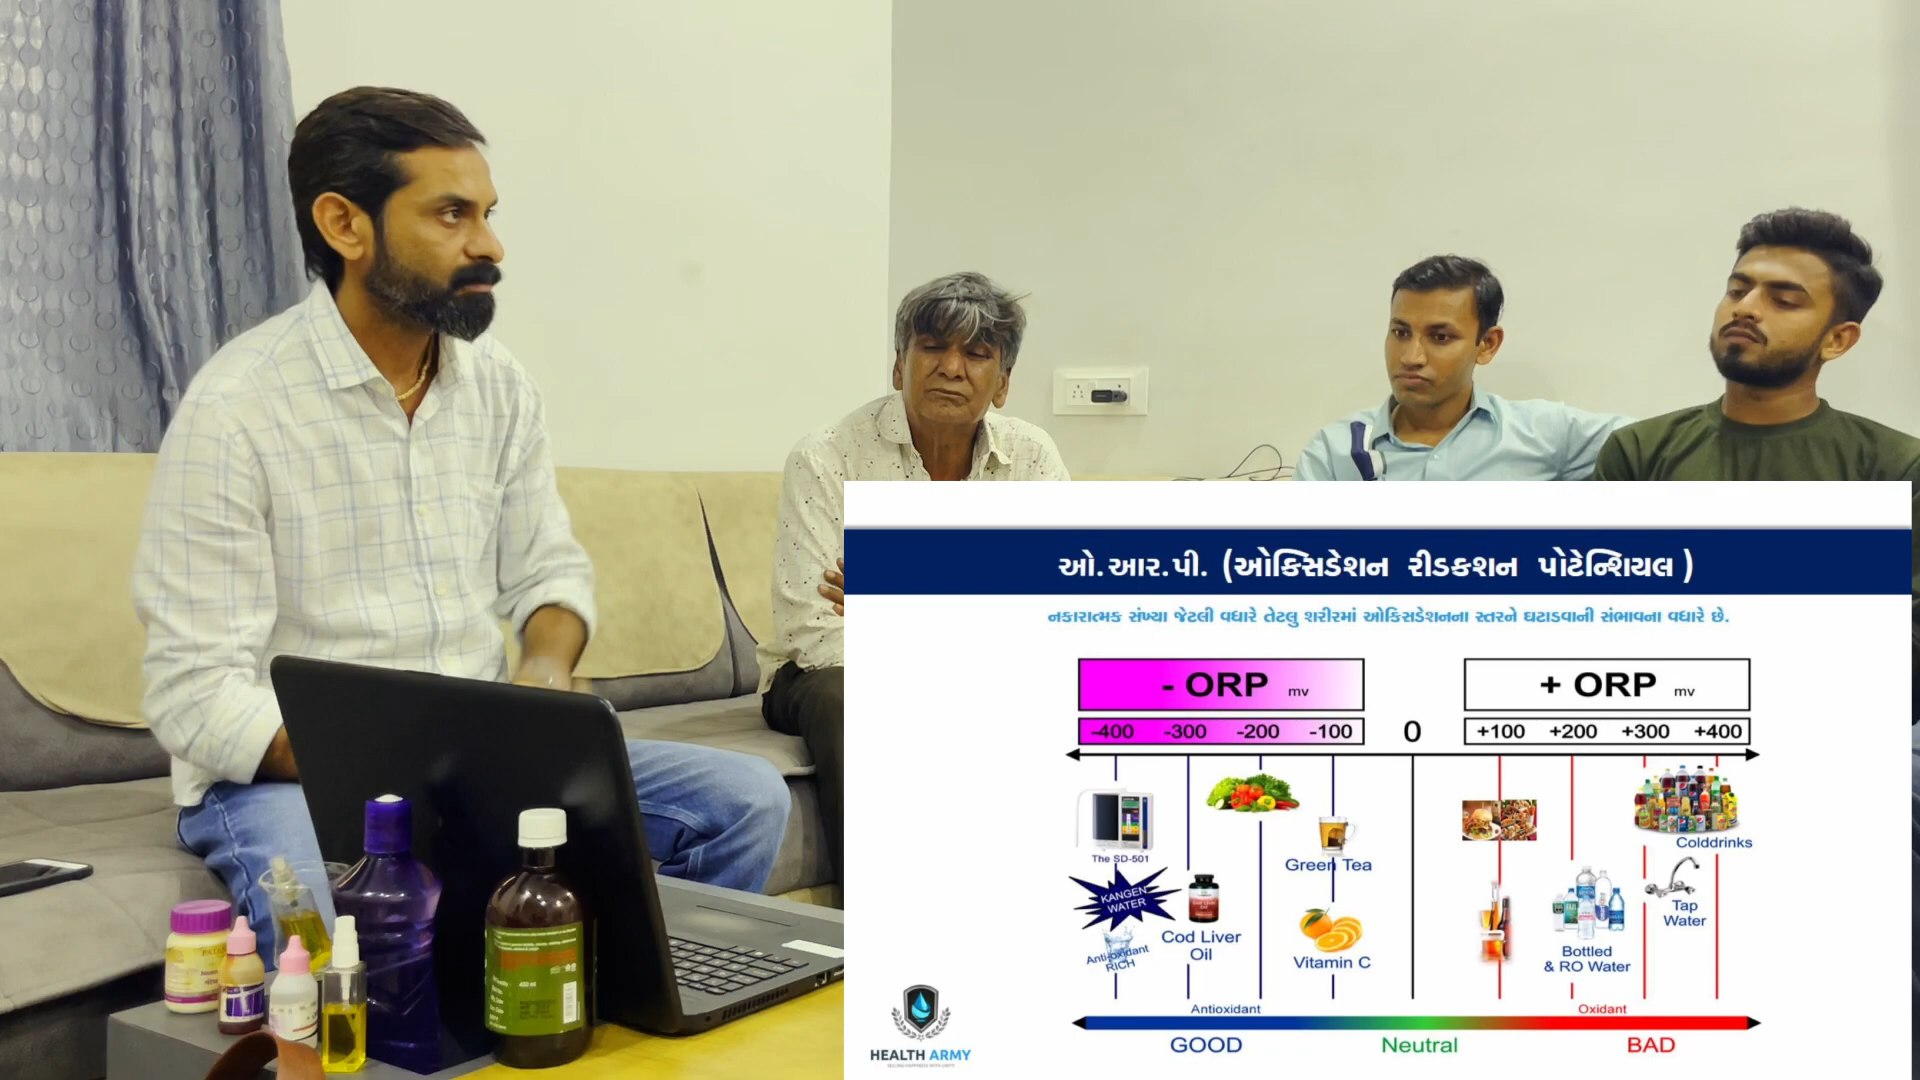 ઓ.આર.પી. (ઓક્સિડેશન રીડક્શન પોટેન્શિયલ)
નકારાત્મક સંખ્યા જેટલી વધારે તેટલુ શરીરમાં ઓક્સિડેશનના સ્તરને ઘટાડવાની સંભાવના વધારે છે.
- ORP mv
+ ORP mv
-400 -300 -200 -100 0 +100 +200 +300 +400
The SD-501
KANGEN
WATER
Anti-oxidant
RICH
Cod Liver
Oil
Green Tea
Vitamin C
Colddrinks
Tap
Water
Bottled
& RO Water
Antioxidant
Oxidant
GOOD
Neutral
BAD
HEALTH ARMY